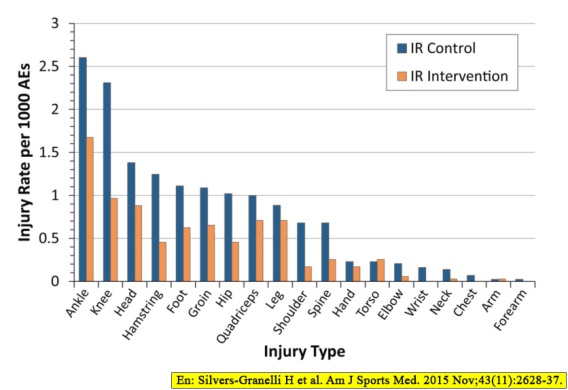 3
2.5
2
1.5
1
0.5
0
Injury Rate per 1000 AEs
IR Control
IR Intervention
Ankle
Knee
Head
Hamstring
Foot
Groin
Hip
Quadriceps
Leg
Shoulder
Spine
Hand
Torso
Elbow
Wrist
Neck
Chest
Arm
Forearm
Injury Type
En: Silvers-Granelli H et al. Am J Sports Med. 2015 Nov;43(11):2628-37.